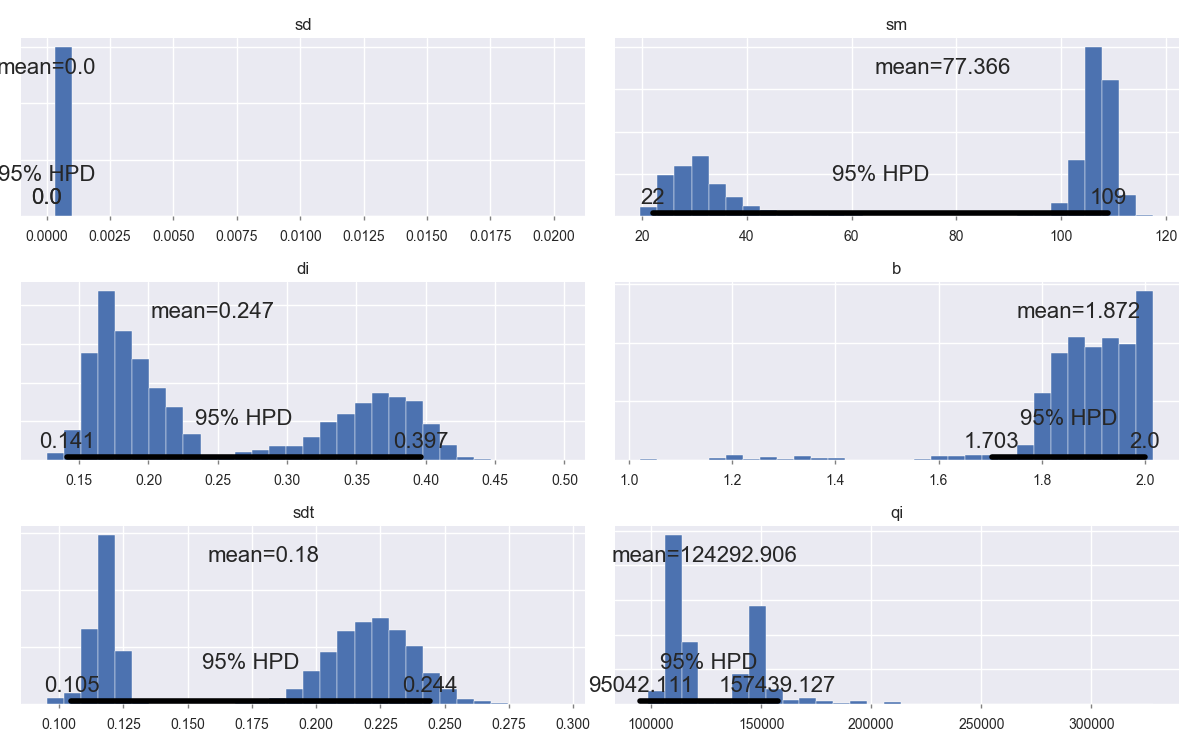 sd
mean=0.0
95% HPD
0.0
0.0000 0.0025 0.0050 0.0075 0.0100 0.0125 0.0150 0.0175 0.0200
sm
mean=77.366
95% HPD
22 109
20 40 60 80 100 120
di
mean=0.247
95% HPD
0.141 0.397
0.15 0.20 0.25 0.30 0.35 0.40 0.45 0.50
b
mean=1.872
95% HPD
1.703 2.0
1.0 1.2 1.4 1.6 1.8 2.0
sdt
mean=0.18
95% HPD
0.105 0.244
0.100 0.125 0.150 0.175 0.200 0.225 0.250 0.275 0.300
qi
mean=124292.906
95% HPD
95042.111 157439.127
100000 150000 200000 250000 300000